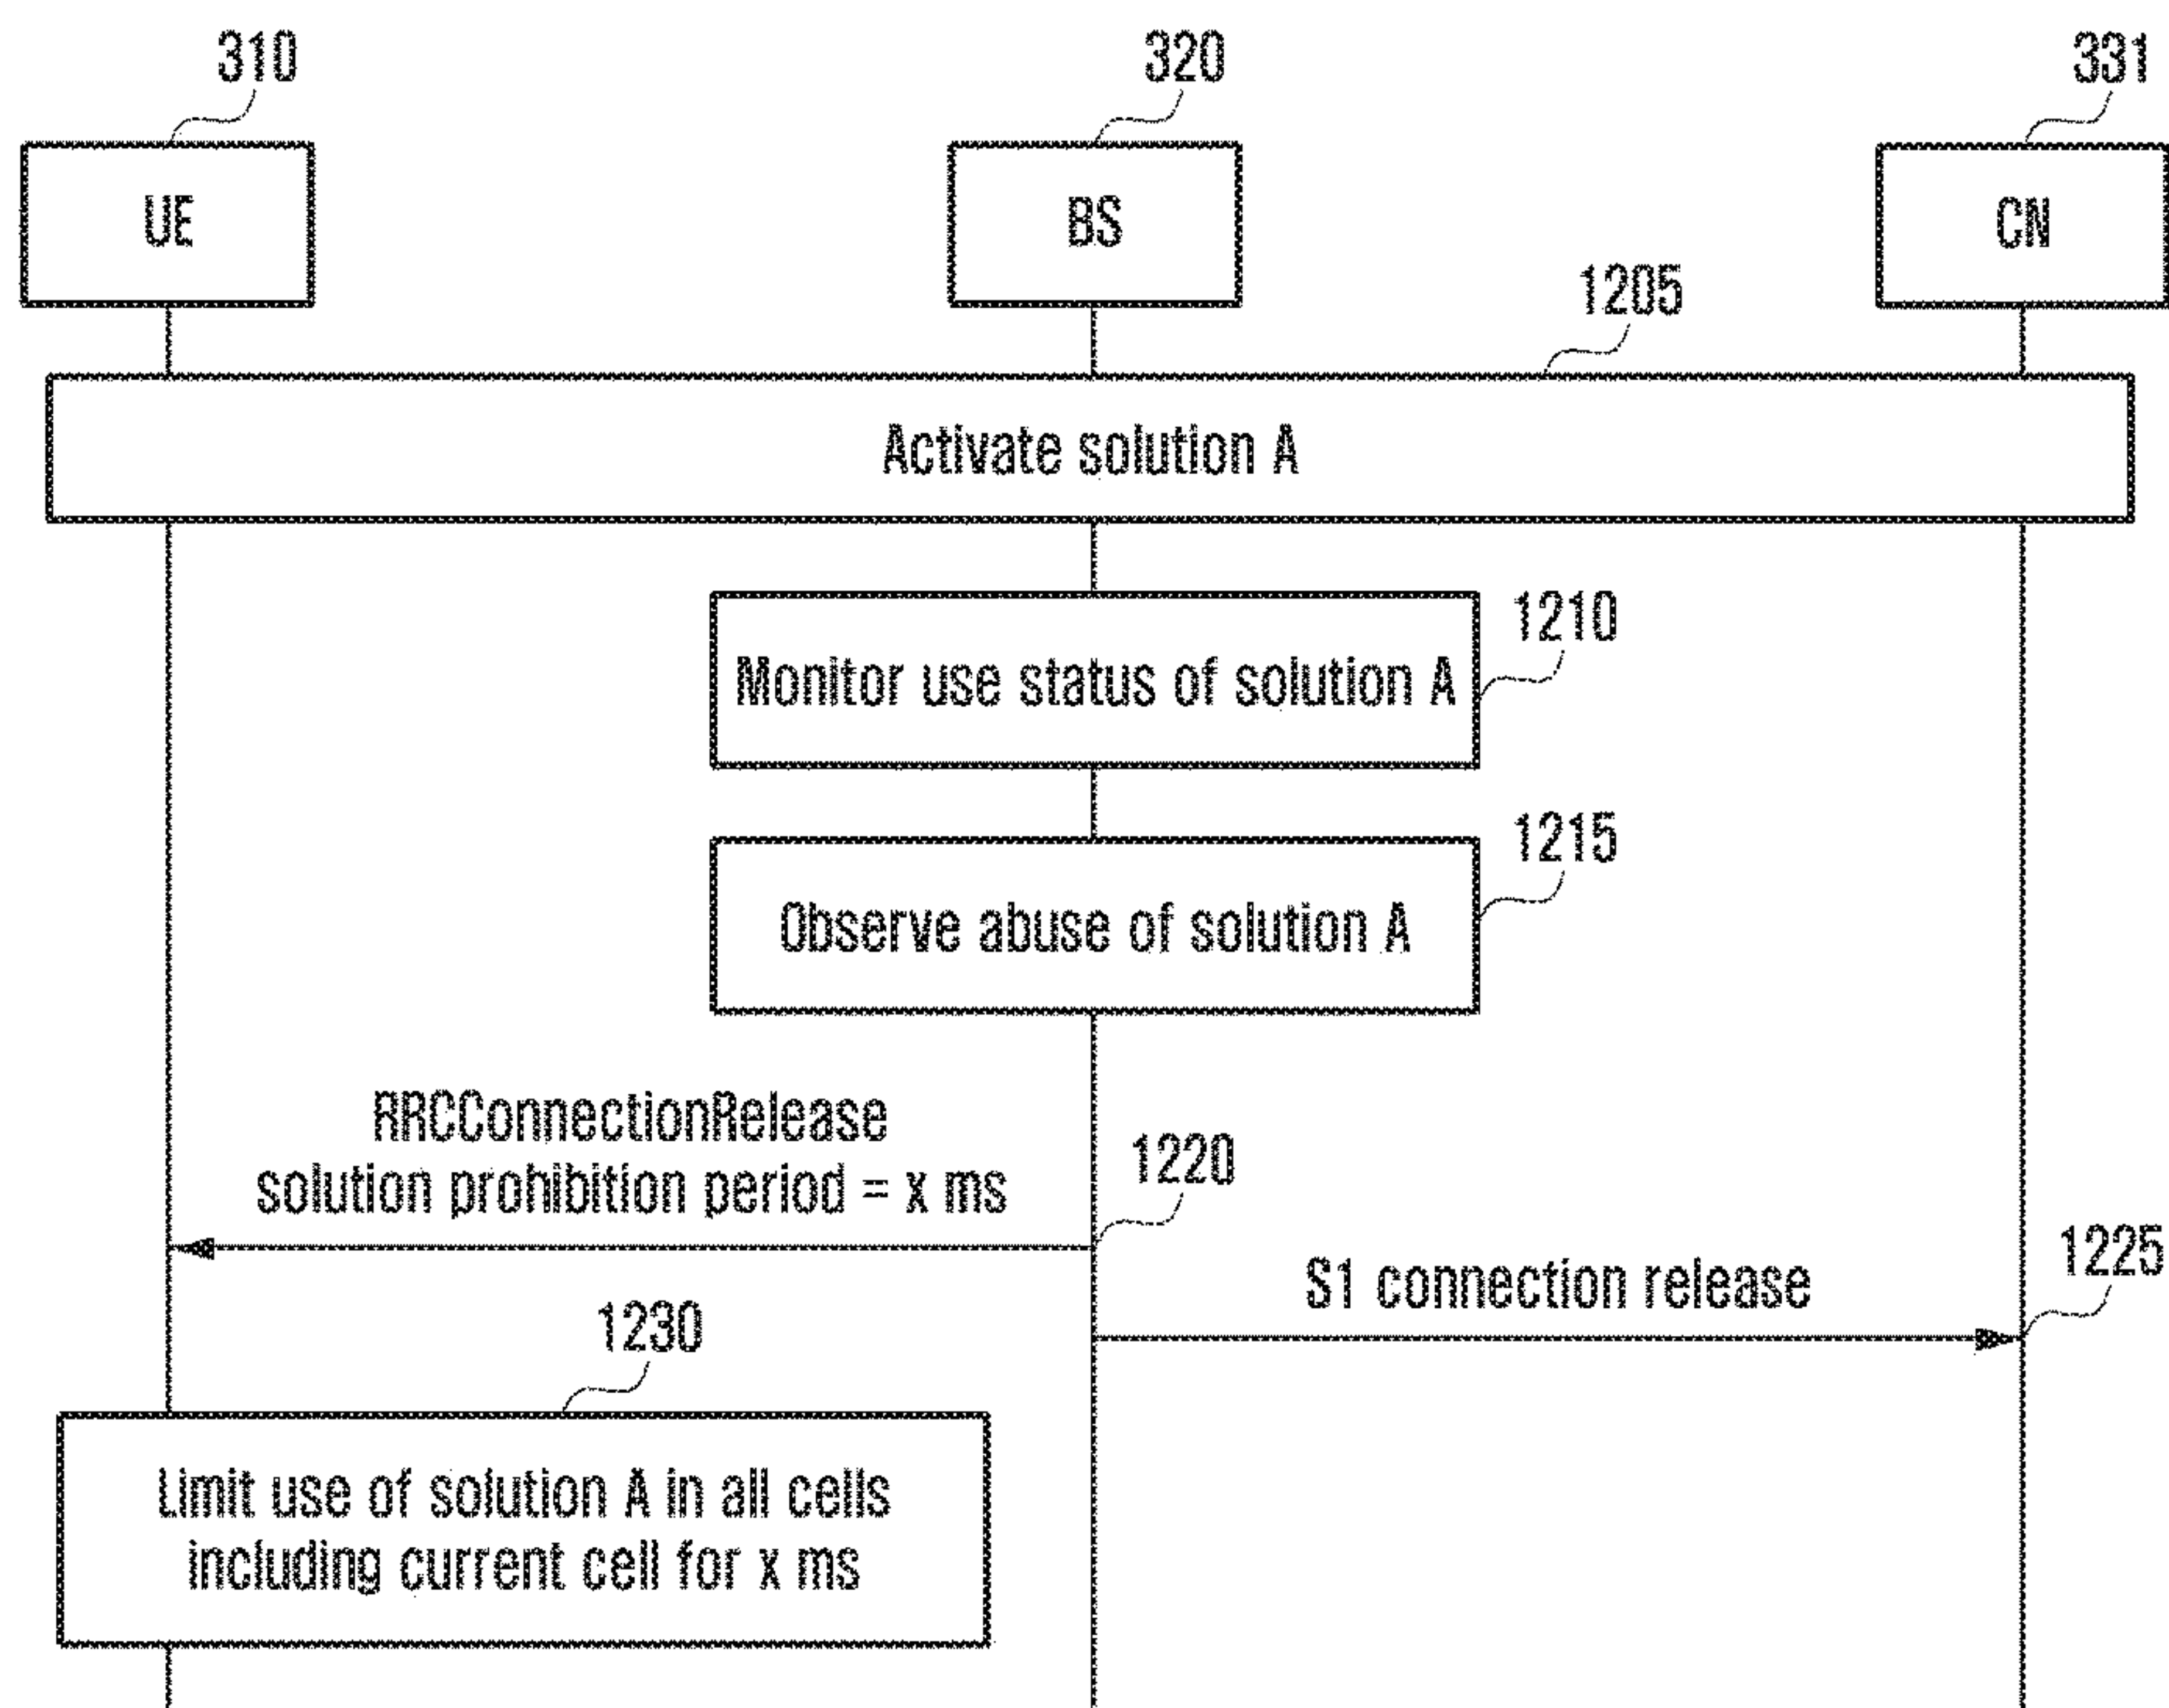 310
320
331
UE
BS
CN
1205
Activate solution A
1210
Monitor use status of solution A
1215
Observe abuse of solution A
RRCConnectionRelease
solution prohibition period = x ms
1220
S1 connection release
1225
1230
Limit use of solution A in all cells
including current cell for x ms